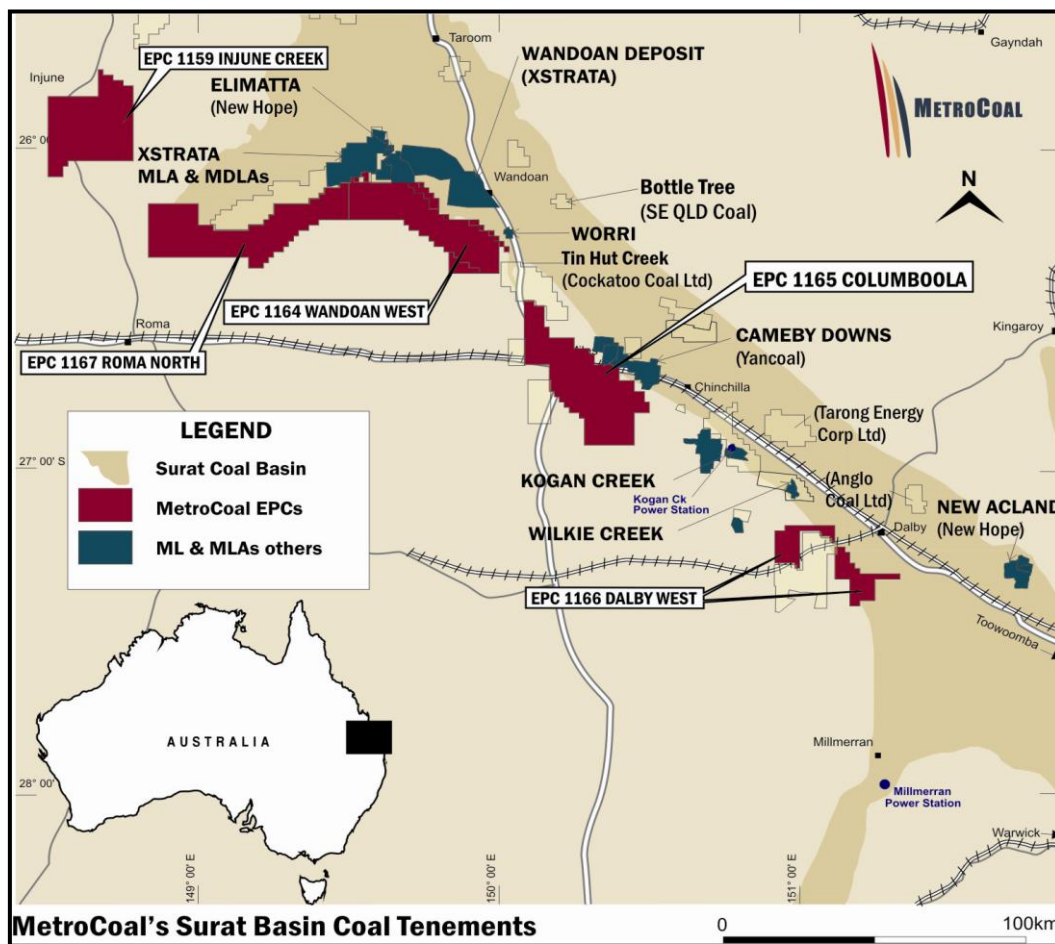 Taroom
Gayndah
EPC 1159 INJUNE CREEK
WANDOAN DEPOSIT
(XSTRATA)
Injune
ELIMATTA
(New Hope)
METROCOAL
XSTRATA
MLA & MDLAs
Wandoan
N
Bottle Tree
(SE QLD Coal)
WORRI
Tin Hut Creek
(Cockatoo Coal Ltd)
EPC 1165 COLUMBOOLA
EPC 1164 WANDOAN WEST
Roma
Kingaroy
EPC 1167 ROMA NORTH
CAMEBY DOWNS
(Yancoal)
Chinchilla
LEGEND
Surat Coal Basin
MetroCoal EPCs
ML & MLAs others
(Tarong Energy
Corp Ltd)
27° 00' S
KOGAN CREEK
Kogan Ck
Power Station
(Anglo
Coal Ltd)
WILKIE CREEK
NEW ACLAND
(New Hope)
Dalby
EPC 1166 DALBY WEST
Toowoomba
AUSTRALIA
Millmerran
28° 00'
Millmerran
Power Station
Warwick
149° 00' E
150° 00' E
151° 00' E
MetroCoal's Surat Basin Coal Tenements
0
100km